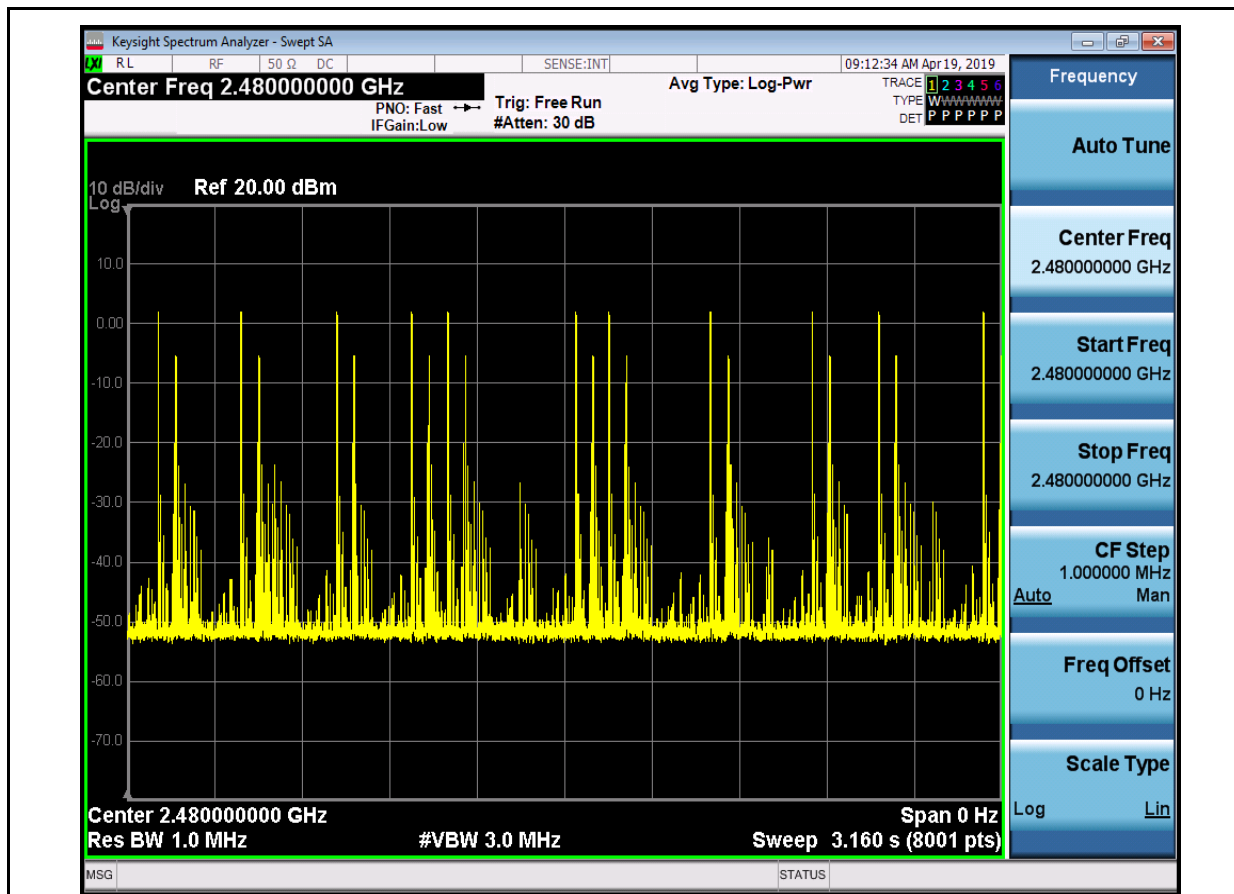 Keysight Spectrum Analyzer - Swept SA
LXI RL RF 50 Ω DC SENSE:INT 09:12:34 AM Apr 19, 2019
Center Freq 2.480000000 GHz Avg Type: Log-Pwr TRACE 1 2 3 4 5 6
PNO: Fast Trig: Free Run TYPE WWWWWW
IFGain:Low #Atten: 30 dB DET P P P P P P
10 dB/div Ref 20.00 dBm
Log
10.0
0.00
-10.0
-20.0
-30.0
-40.0
-50.0
-60.0
-70.0
Center 2.480000000 GHz Span 0 Hz
Res BW 1.0 MHz #VBW 3.0 MHz Sweep 3.160 s (8001 pts)
MSG STATUS
Frequency
Auto Tune
Center Freq
2.480000000 GHz
Start Freq
2.480000000 GHz
Stop Freq
2.480000000 GHz
CF Step
1.000000 MHz
Auto Man
Freq Offset
0 Hz
Scale Type
Log Lin